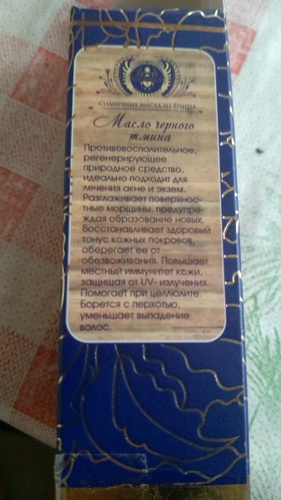 Солнечные масла из Египта
Масло черного
тмина
Противовоспалительное,
регенерирующее
природное средство,
идеально подходит для
лечения акне и экзем.
Разглаживает поверхнос-
тные морщины, предупре-
ждая образование новых.
Восстанавливает здоровый
тонус кожных покровов,
оберегает ее от
обезвоживания. Повышает
местный иммунетет кожи,
защищая от UV- излучения.
Помогает при целлюлите.
Борется с перхотью,
уменьшает выпадение
волос.